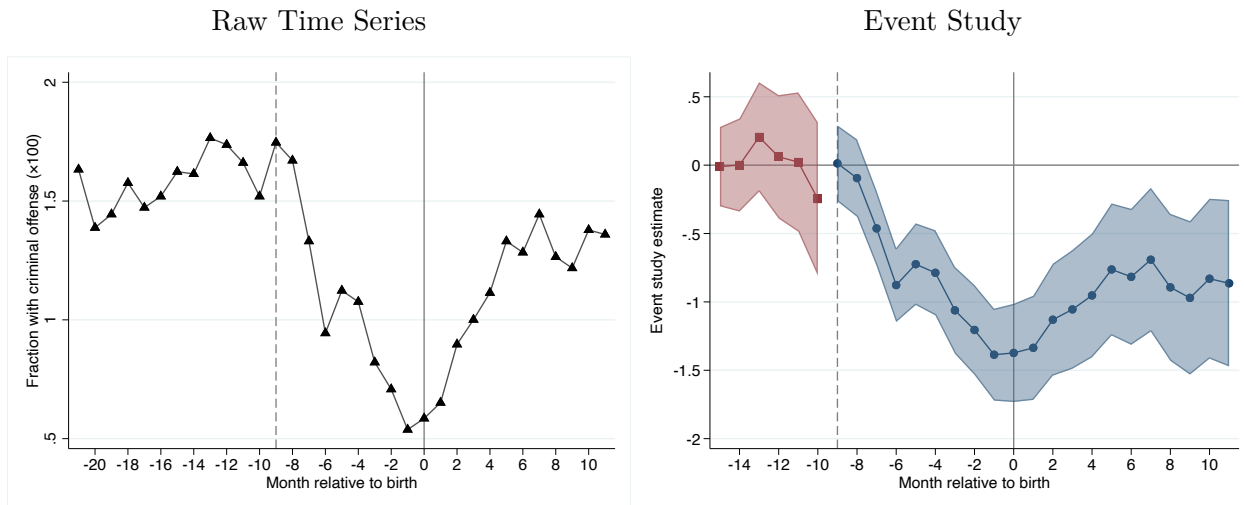 Raw Time Series
Event Study
Fraction with criminal offense (×100)
2
1.5
1
.5
-20 -18 -16 -14 -12 -10 -8 -6 -4 -2 0 2 4 6 8 10
Month relative to birth
Event study estimate
.5
0
-.5
-1
-1.5
-2
-14 -12 -10 -8 -6 -4 -2 0 2 4 6 8 10
Month relative to birth